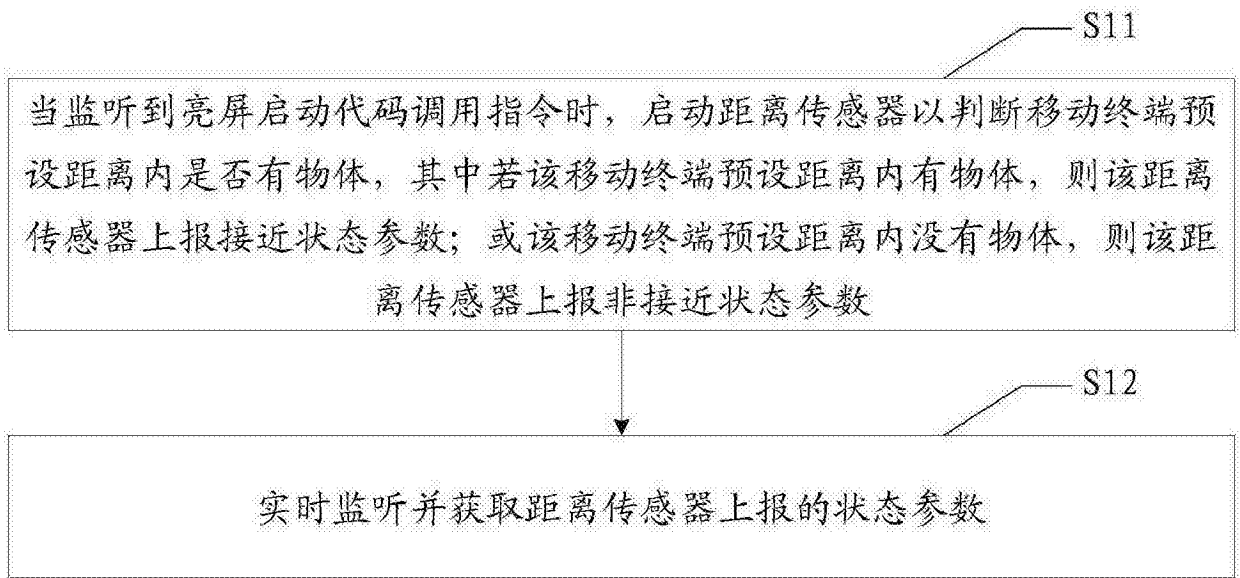 S11
当监听到亮屏启动代码调用指令时，启动距离传感器以判断移动终端预
设距离内是否有物体，其中若该移动终端预设距离内有物体，则该距离
传感器上报接近状态参数；或该移动终端预设距离内没有物体，则该距
离传感器上报非接近状态参数
S12
实时监听并获取距离传感器上报的状态参数